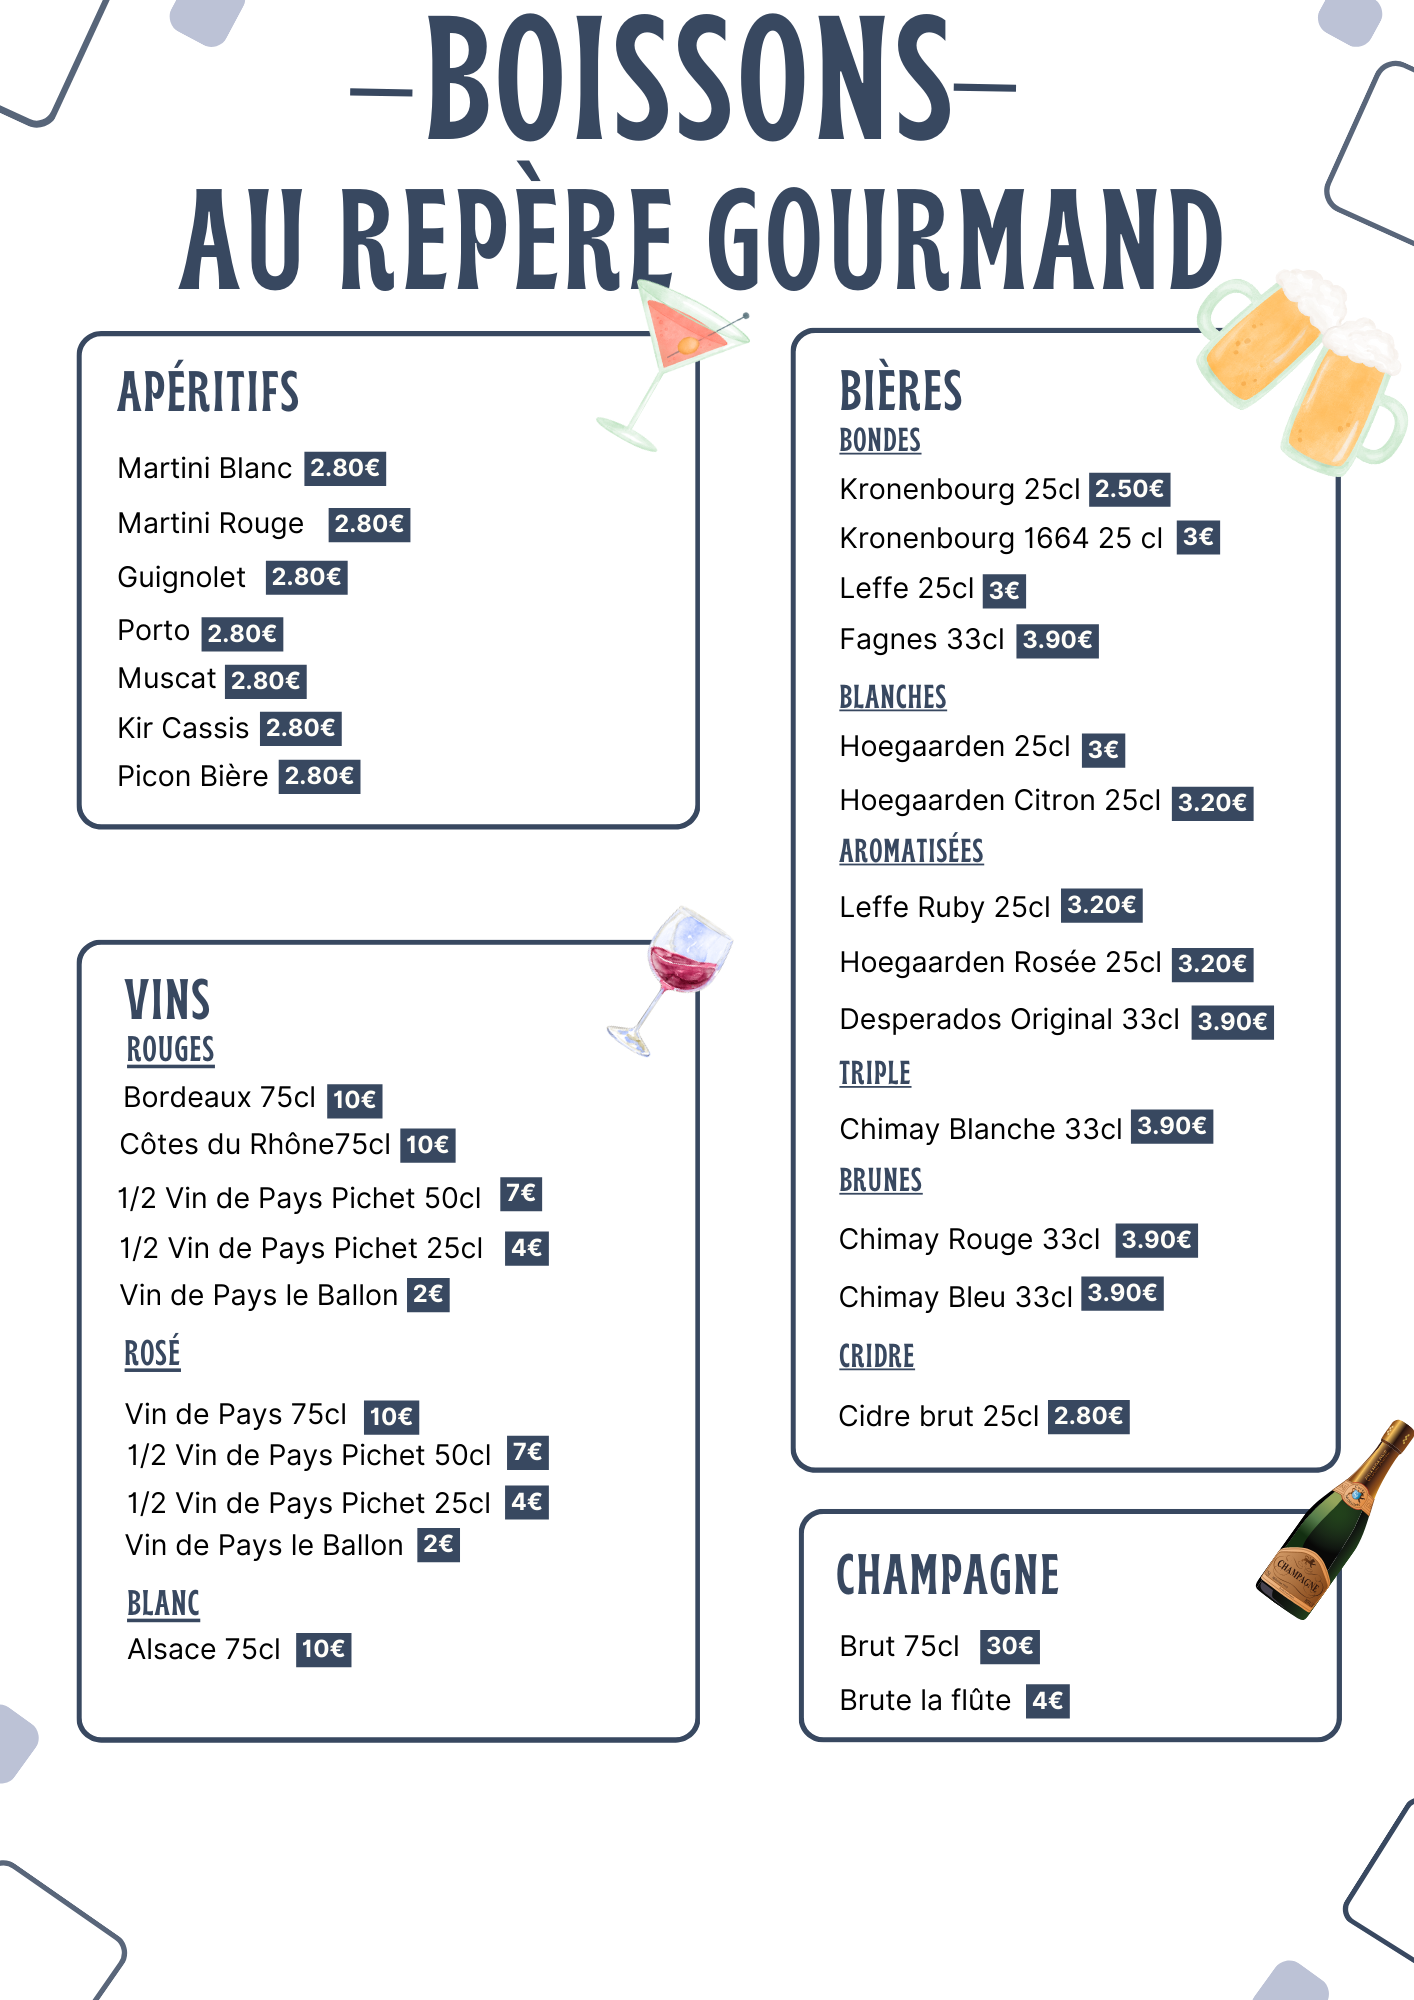 BOISSONS
AU REPÈRE GOURMAND
APÉRITIFS
Martini Blanc 2.80€
Martini Rouge 2.80€
Guignolet 2.80€
Porto 2.80€
Muscat 2.80€
Kir Cassis 2.80€
Picon Bière 2.80€
VINS
ROUGES
Bordeaux 75cl 10€
Côtes du Rhône75cl 10€
1/2 Vin de Pays Pichet 50cl 7€
1/2 Vin de Pays Pichet 25cl 4€
Vin de Pays le Ballon 2€
ROSÉ
Vin de Pays 75cl 10€
1/2 Vin de Pays Pichet 50cl 7€
1/2 Vin de Pays Pichet 25cl 4€
Vin de Pays le Ballon 2€
BLANC
Alsace 75cl 10€
BIÈRES
BONDES
Kronenbourg 25cl 2.50€
Kronenbourg 1664 25 cl 3€
Leffe 25cl 3€
Fagnes 33cl 3.90€
BLANCHES
Hoegaarden 25cl 3€
Hoegaarden Citron 25cl 3.20€
AROMATISÉES
Leffe Ruby 25cl 3.20€
Hoegaarden Rosée 25cl 3.20€
Desperados Original 33cl 3.90€
TRIPLE
Chimay Blanche 33cl 3.90€
BRUNES
Chimay Rouge 33cl 3.90€
Chimay Bleu 33cl 3.90€
CRIDRE
Cidre brut 25cl 2.80€
CHAMPAGNE
Brut 75cl 30€
Brute la flûte 4€
CHAMPAGNE